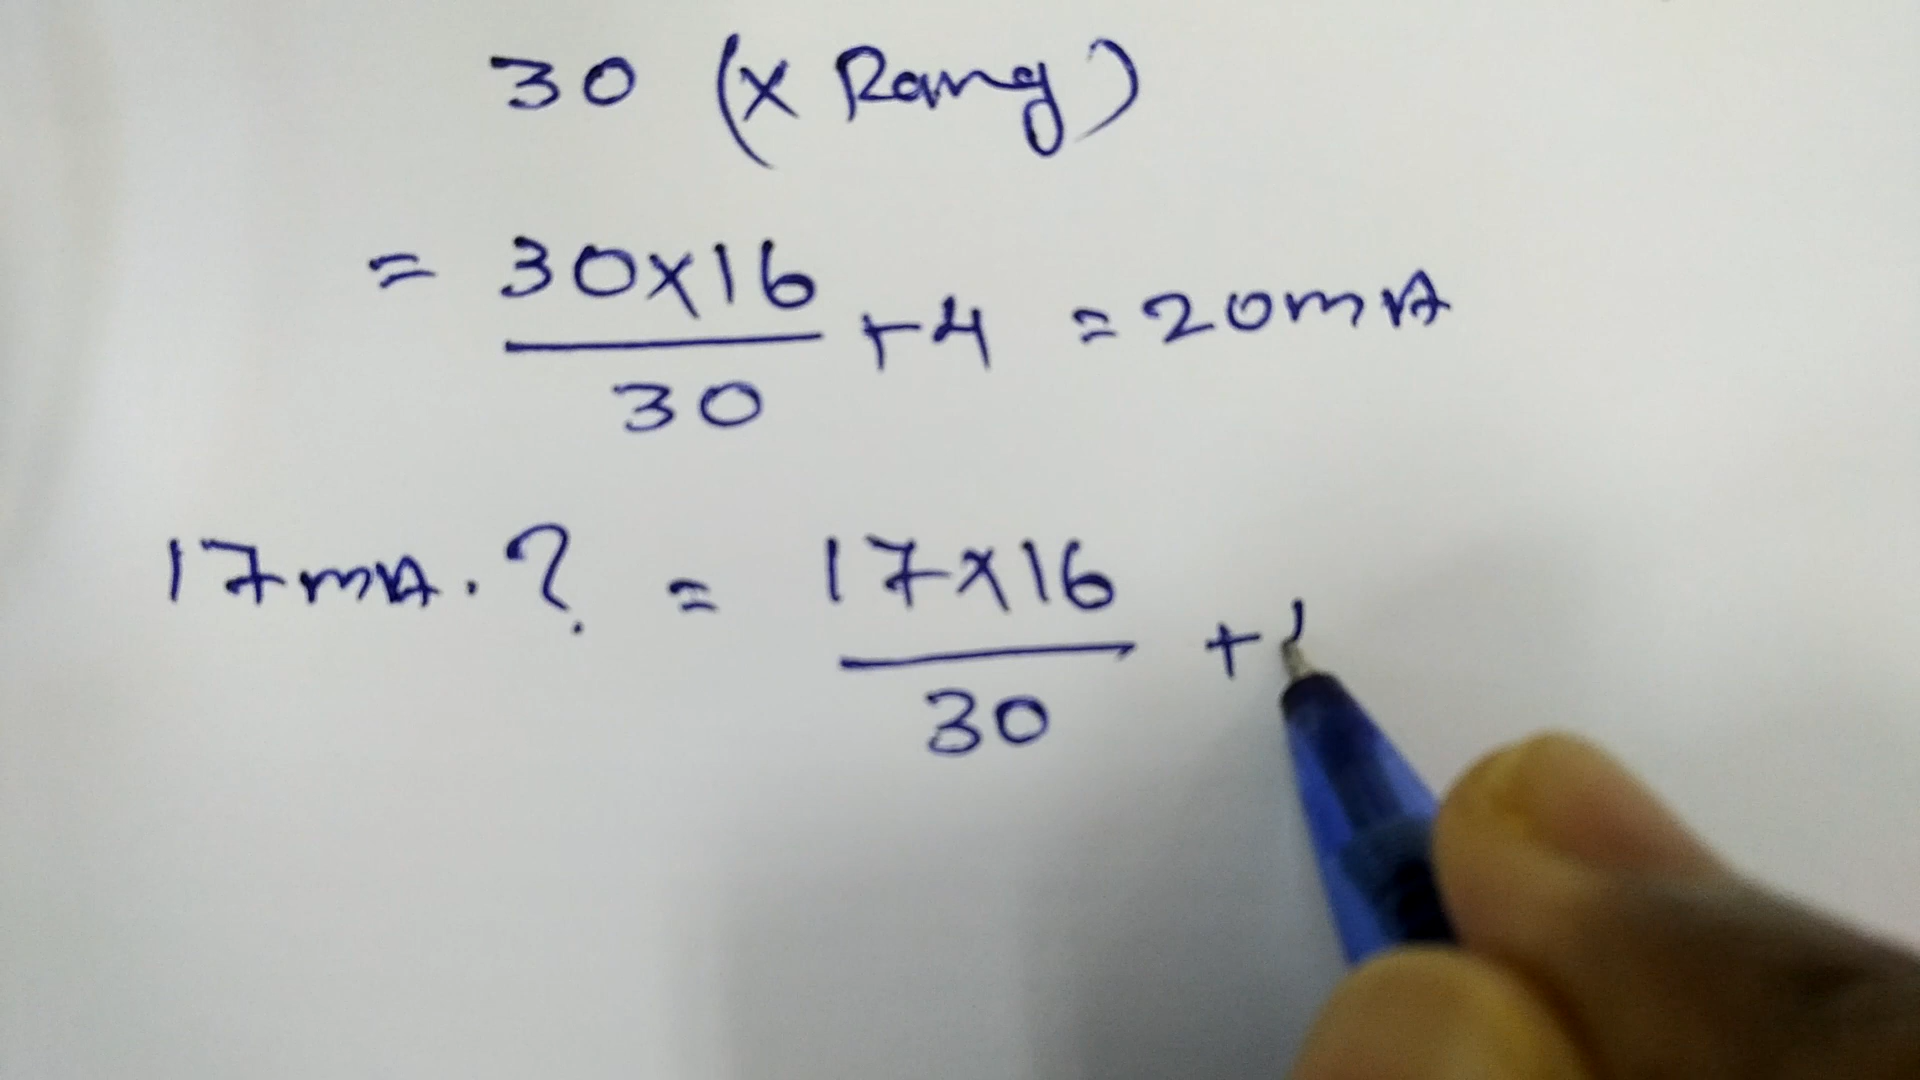 30 (x Rang)
= 30x16/30 +4 = 20mA
17mA.? = 17x16/30 +